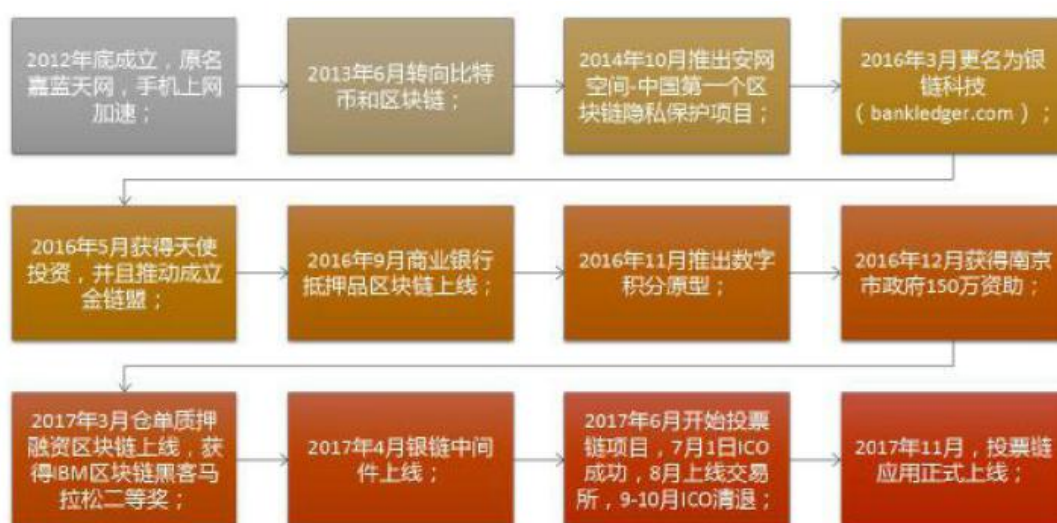 2012年底成立，原名
嘉蓝天网，手机上网
加速；
2013年6月转向比特
币和区块链；
2014年10月推出安网
空间-中国第一个区
块链隐私保护项目；
2016年3月更名为银
链科技
（bankledger.com）；
2016年5月获得天使
投资，并且推动成立
金链盟；
2016年9月商业银行
抵押品区块链上线；
2016年11月推出数字
积分原型；
2016年12月获得南京
市政府150万资助；
2017年3月仓单质押
融资区块链上线，获
得IBM区块链黑客马
拉松二等奖；
2017年4月银链中间
件上线；
2017年6月开始投票
链项目，7月1日ICO
成功，8月上线交易
所，9-10月ICO清退；
2017年11月，投票链
应用正式上线；